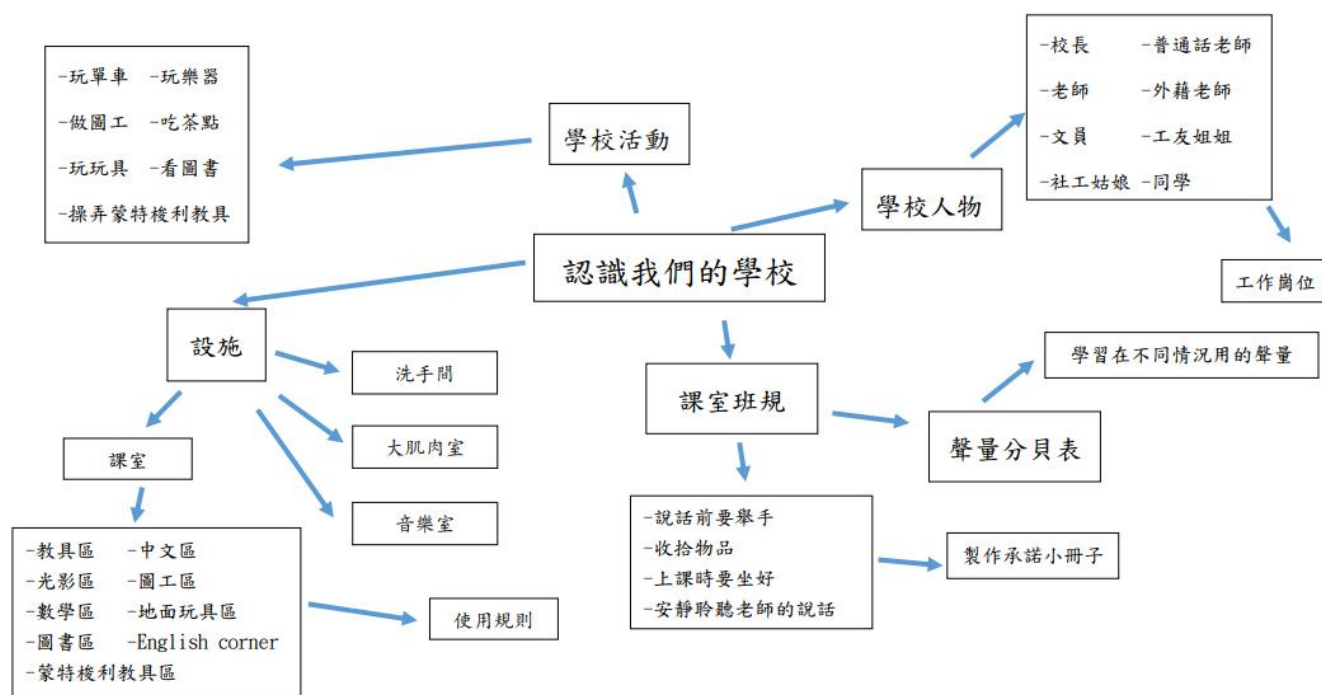 認識我們的學校
學校活動
-玩單車 -玩樂器
-做圖工 -吃茶點
-玩玩具 -看圖書
-操弄蒙特梭利教具
學校人物
-校長 -普通話老師
-老師 -外藉老師
-文員 -工友姐姐
-社工姑娘 -同學
工作崗位
設施
洗手間
大肌肉室
音樂室
課室
-教具區 -中文區
-光影區 -圖工區
-數學區 -地面玩具區
-圖書區 -English corner
-蒙特梭利教具區
使用規則
課室班規
聲量分貝表
學習在不同情況用的聲量
-說話前要舉手
-收拾物品
-上課時要坐好
-安靜聆聽老師的說話
製作承諾小冊子